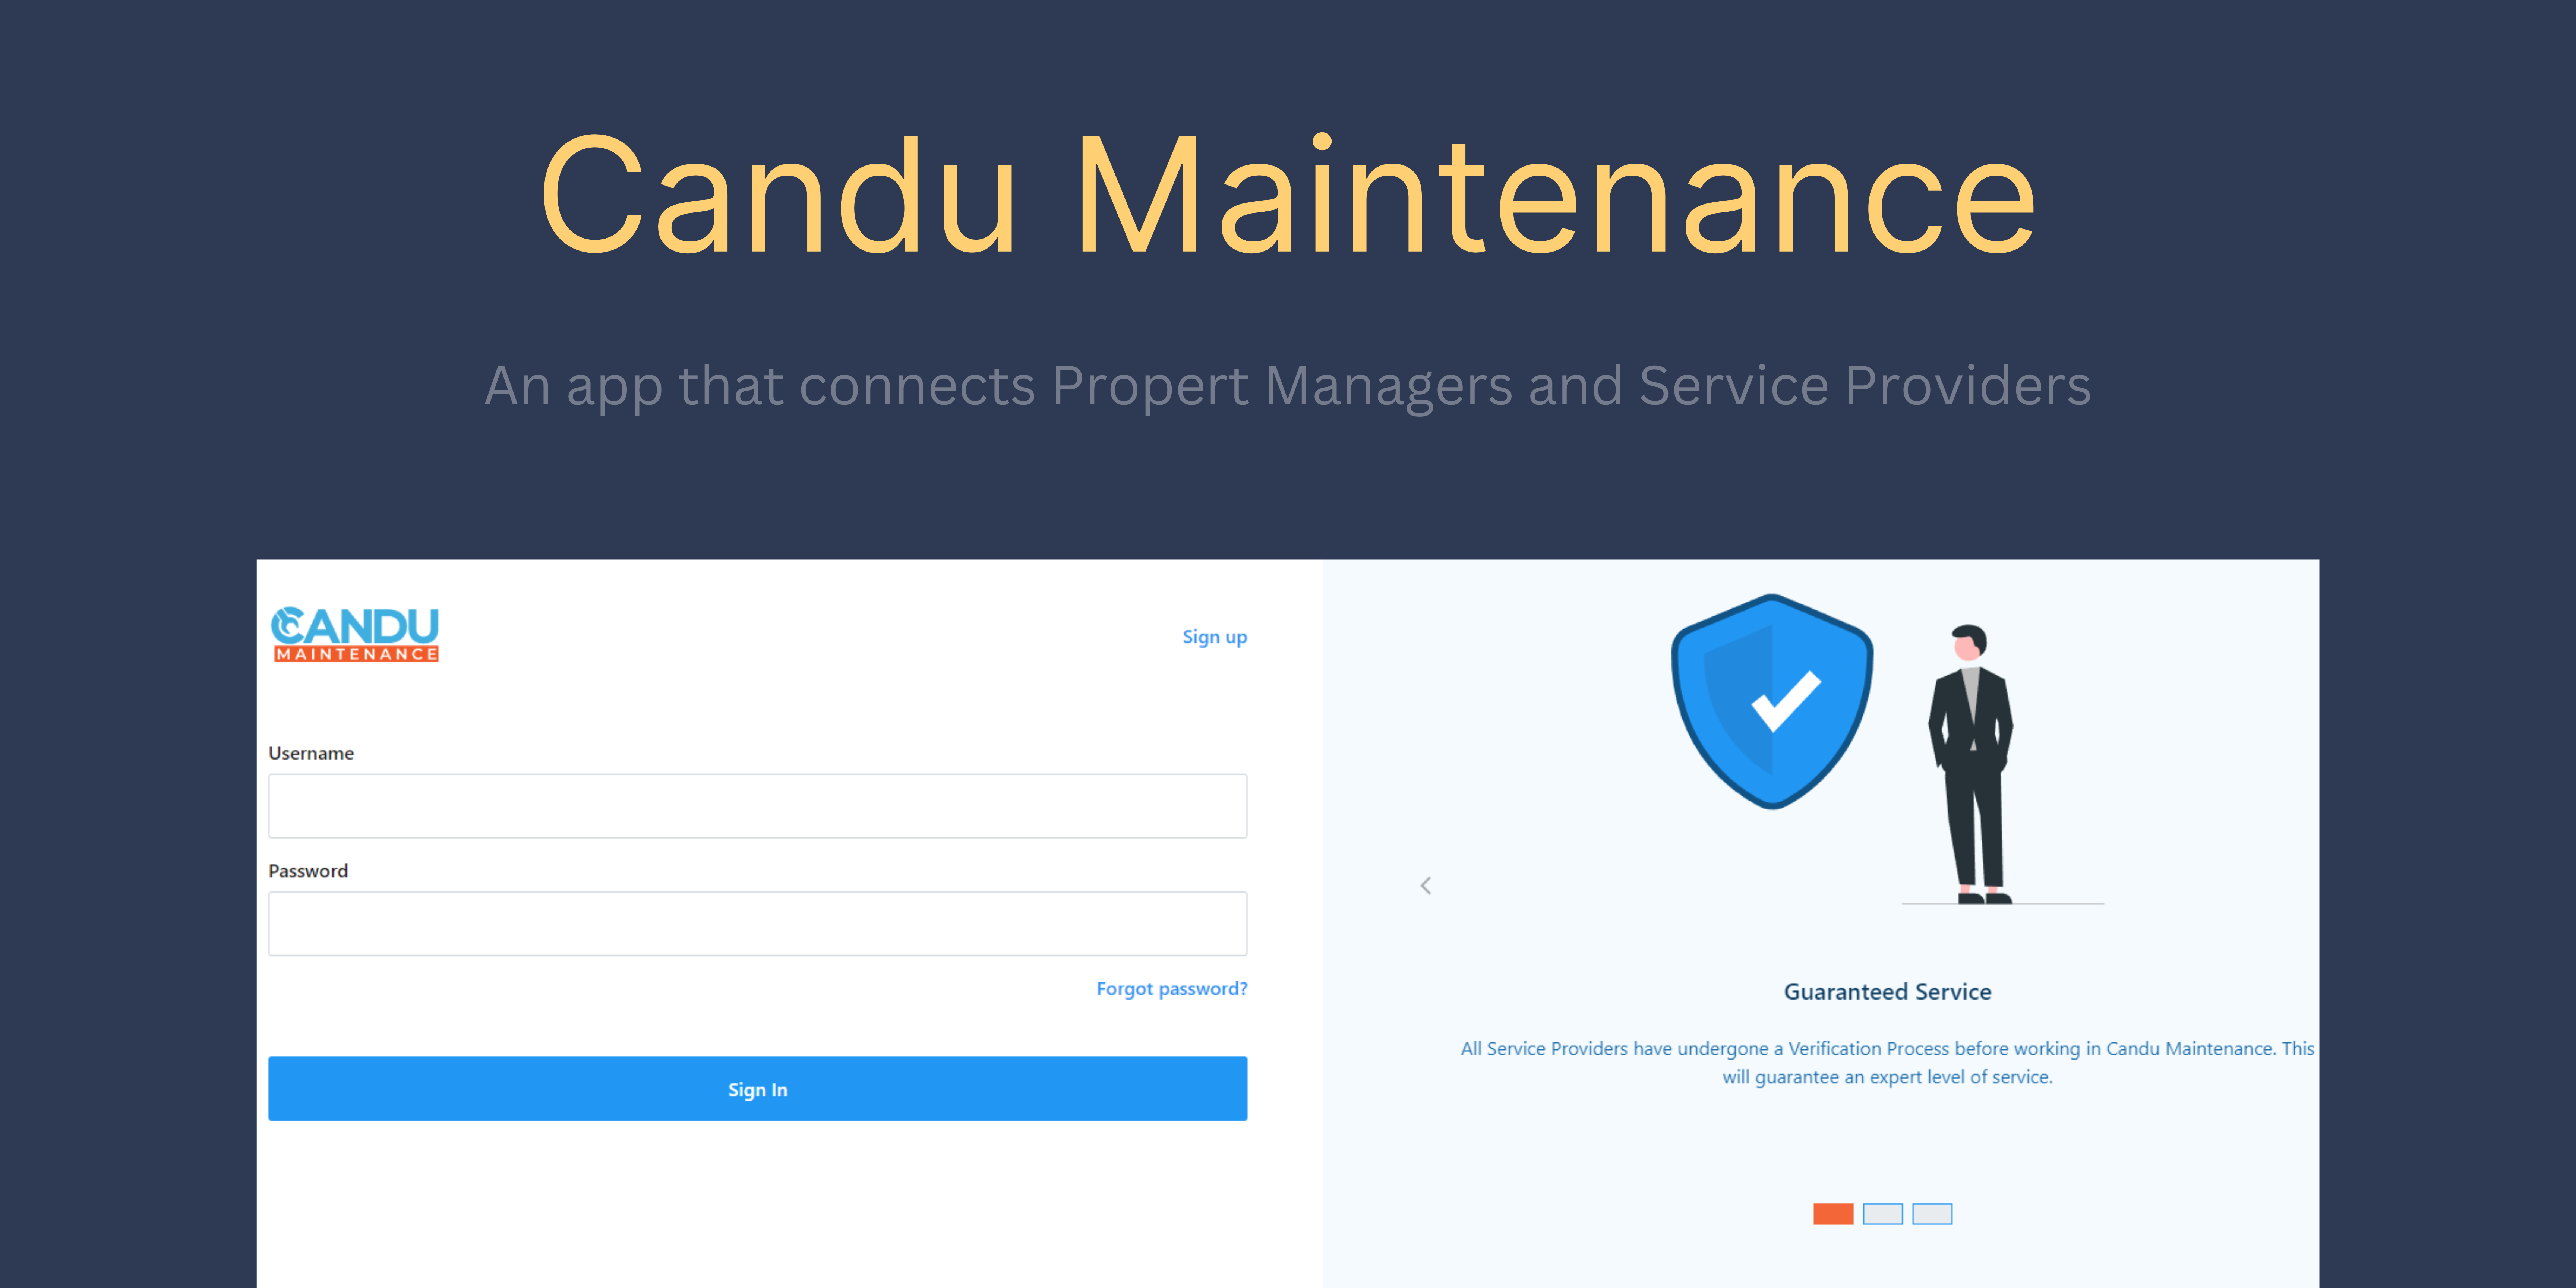 Candu Maintenance
An app that connects Propert Managers and Service Providers
CANDU
MAINTENANCE
Sign up
Username
Password
Forgot password?
Sign In
Guaranteed Service
All Service Providers have undergone a Verification Process before working in Candu Maintenance. This
will guarantee an expert level of service.